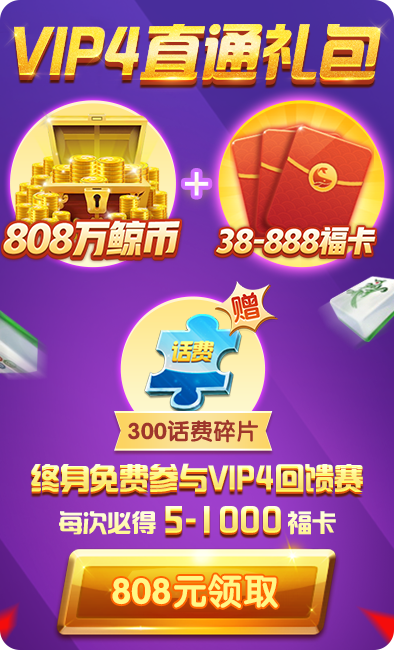 VIP4直通礼包
808万鲸币
+
38-888福卡
赠
话费
300话费碎片
终身免费参与VIP4回馈赛
每次必得 5-1000 福卡
808元领取